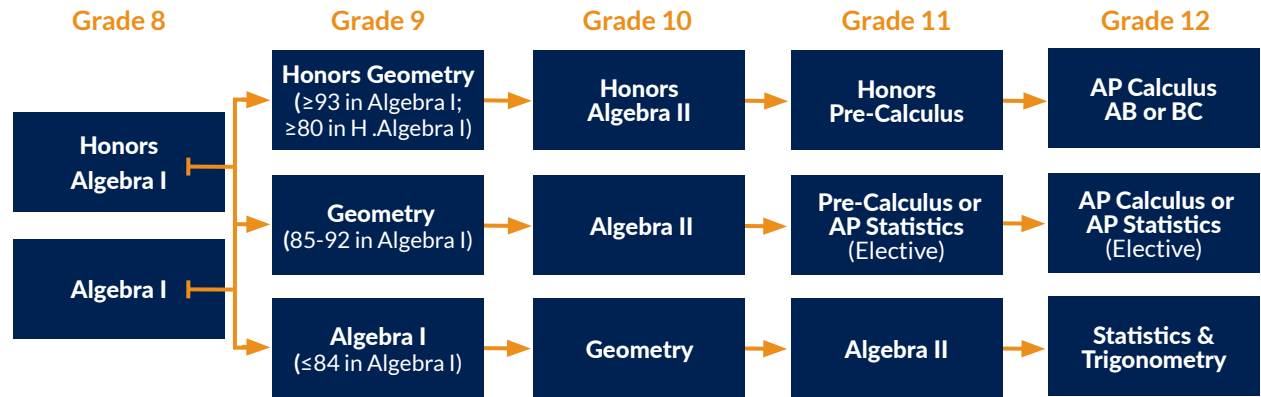 Grade 8
Grade 9
Grade 10
Grade 11
Grade 12
Honors
Algebra I
Algebra I
Honors Geometry
(≥93 in Algebra I;
≥80 in H .Algebra I)
Honors
Algebra II
Honors
Pre-Calculus
AP Calculus
AB or BC
Geometry
(85-92 in Algebra I)
Algebra II
Pre-Calculus or
AP Statistics
(Elective)
AP Calculus or
AP Statistics
(Elective)
Algebra I
(≤84 in Algebra I)
Geometry
Algebra II
Statistics &
Trigonometry